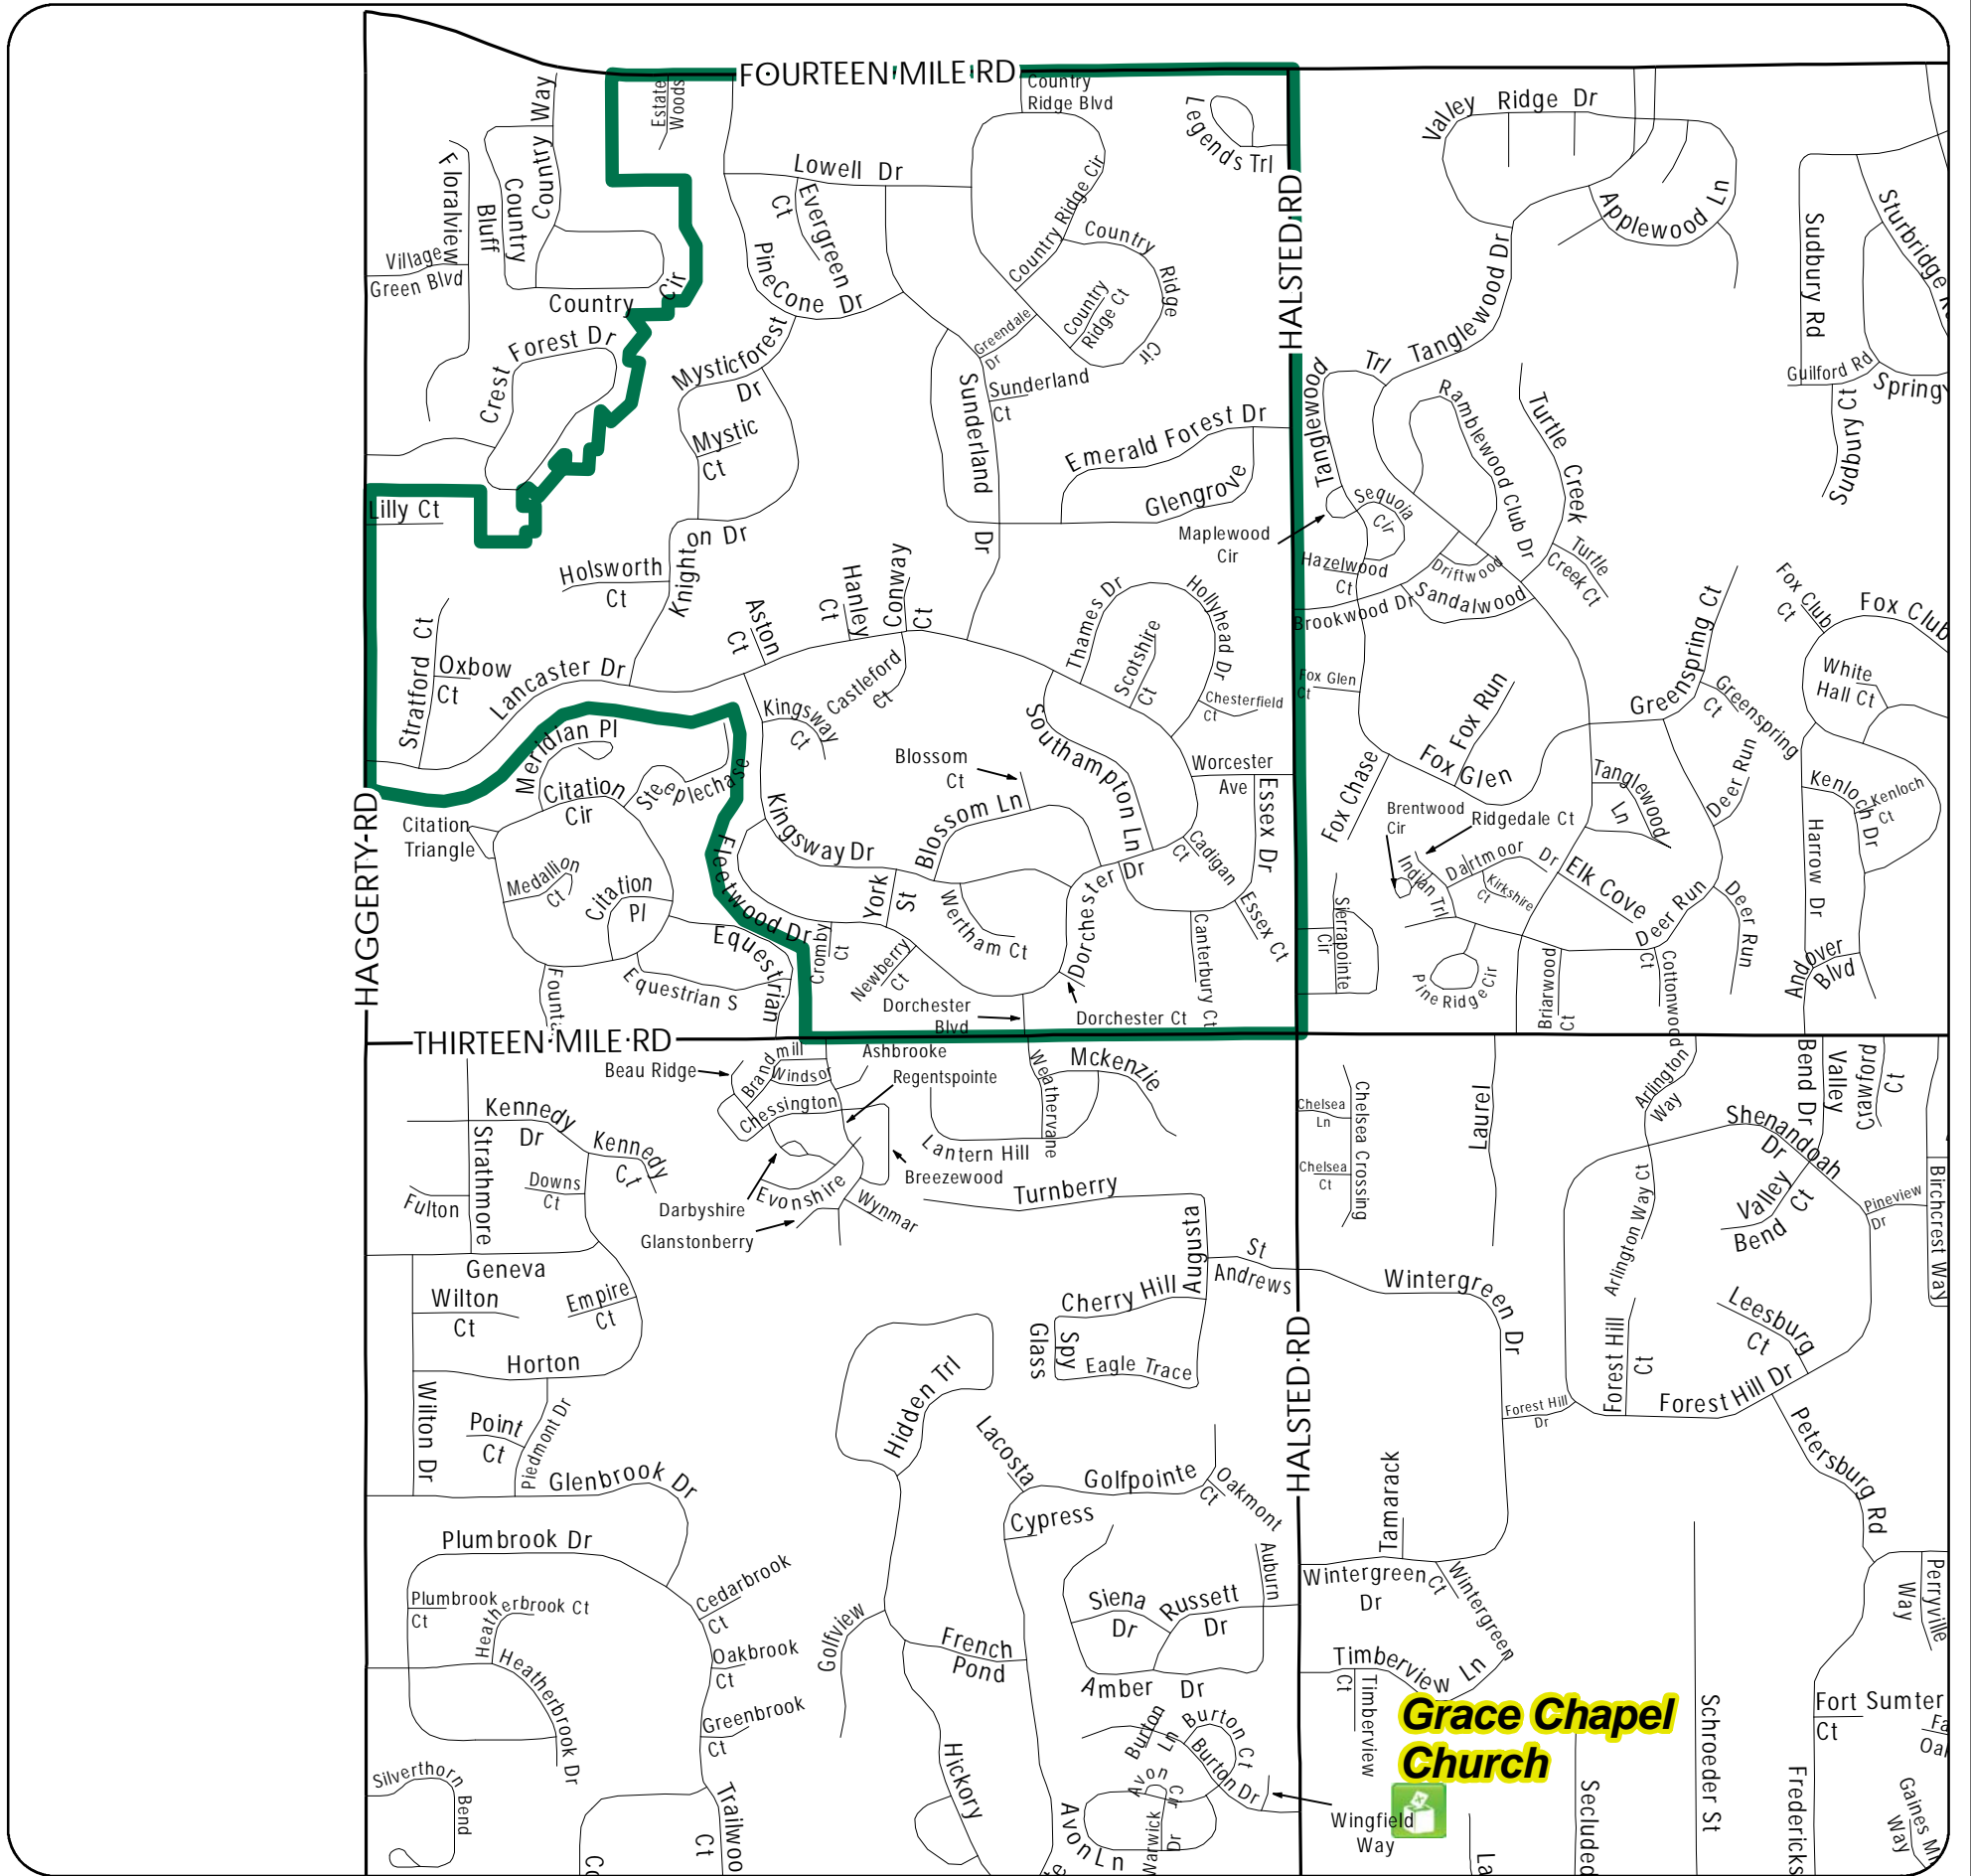 FOURTEEN MILE RD
Estate
Woods
Country
Ridge Blvd
Legends Trl
Valley Ridge Dr
Country Way
Floralview
Country
Bluff
Lowell Dr
Evergreen
Ct
Country Ridge Cir
HALSTED RD
Applewood Ln
Sudbury Rd
Sturbridge
Village
Green Blvd
PineCone Dr
Country
Ridge
Cir
Country
Ridge Ct
Country Cir
Tanglewood Dr
Crest Forest Dr
Mysticforest
Dr
Greendale
Dr
Sunderland
Ct
Sunderland
Dr
Tanglewood Trl
Ramblewood Club Dr
Turtle Creek
Guilford Rd
Spring
Sudbury Ct
Mystic
Ct
Emerald Forest Dr
Glengrove
Lilly Ct
Maplewood
Cir
Sequoia
Cir
Knighton Dr
Holsworth
Ct
Hazelwood
Ct
Driftwood
Sandalwood
Brookwood Dr
Turtle
Creek Ct
Aston
Ct
Hanley
Ct
Conway
Ct
Thames Dr
Hollyhead Dr
Scotshire
Ct
Chesterfield
Ct
Fox Club
Ct
Fox Club
Greenspring Ct
Greenspring
Ct
Stratford Ct
Oxbow
Ct
Lancaster Dr
Castleford
Ct
Kingsway
Ct
Fox Glen
Ct
Fox Run
Fox Glen
White
Hall Ct
Meridian Pl
Citation
Cir
Steeplechase
Blossom
Ct
Southampton Ln
Worcester
Ave
Essex Dr
Fox Chase
Tanglewood
Ln
Deer Run
Kenloch Dr
Kenloch
Ct
HAGGERTY RD
Citation
Triangle
Medallion
Ct
Citation
Pl
Fleetwood Dr
Kingsway Dr
Blossom Ln
York
St
Wertham Ct
Dorchester Dr
Cadigan
Ct
Brentwood
Cir
Ridgedale Ct
Indian Trl
Dartmoor Dr
Kirkshire
Ct
Elk Cove
Deer Run
Deer Run
Harrow Dr
Equestrian
Equestrian S
Cromby
Ct
Newberry
Ct
Dorchester
Blvd
Dorchester Ct
Canterbury Ct
Essex Ct
Sierrapointe
Cir
Pine Ridge Cir
Briarwood
Ct
Cottonwood
Ct
Andover
Blvd
Founta
THIRTEEN MILE RD
Beau Ridge
Brandmill
Windsor
Ashbrooke
Regentspointe
Chessington
Weathervane
Mckenzie
Lantern Hill
Breezewood
Kennedy
Dr
Kennedy
Ct
Strathmore
Downs
Ct
Fulton
Darbyshire
Evonshire
Wynmar
Glanstonberry
Turnberry
Augusta
St
Andrews
Chelsea
Ln
Chelsea
Ct
Chelsea Crossing
Laurel
Arlington
Way
Arlington Way Ct
Shenandoah
Dr
Bend Dr
Valley
Crawford
Ct
Valley
Bend
Ct
Pineview
Dr
Birchcrest Way
Geneva
Wilton
Ct
Empire
Ct
Horton
Wilton Dr
Point
Ct
Piedmont Dr
Glenbrook Dr
Cherry Hill
Spy
Glass
Eagle Trace
Hidden Trl
HALSTED RD
Wintergreen Dr
Forest Hill
Dr
Forest Hill
Ct
Leesburg
Ct
Forest Hill Dr
Petersburg Rd
Lacosta
Golfpointe
Oakmont
Ct
Cypress
Tamarack
Plumbrook Dr
Plumbrook
Ct
Heatherbrook Ct
Heatherbrook Dr
Cedarbrook
Ct
Oakbrook
Ct
Greenbrook
Ct
Golfview
French
Pond
Siena
Dr
Russett
Dr
Auburn
Amber Dr
Wintergreen
Dr
Wintergreen
Ct
Timberview Ln
Timberview
Ct
Perryville
Way
Grace Chapel
Church
Schroeder St
Fort Sumter
Ct
Fa
Oa
Silverthorn
Bend
Trailwoo
Ct
Hickory
Burton
Ln
Burton Ct
Burton Dr
Avon
Cir
Avon Ln
Warwick
Dr
Wingfield
Way
Secluded
Fredericks
Gaines M
Way
La